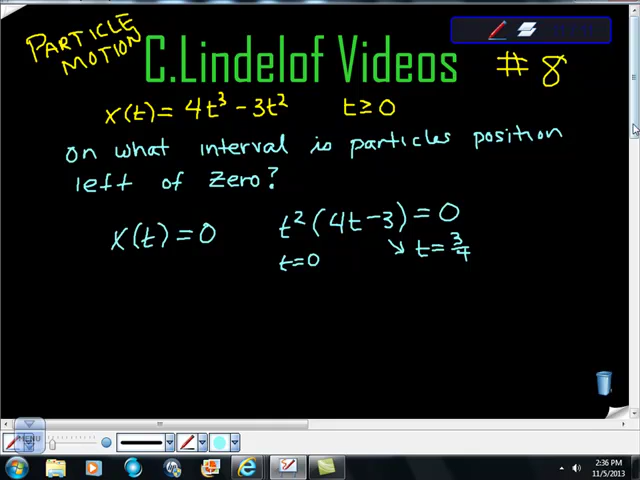 PARTICLE
MOTION
C.Lindelof Videos
# 8
x(t) = 4t³ - 3t² t ≥ 0
On what interval is particles position
left of zero?
x(t) = 0 t²(4t - 3) = 0
t = 0 ↘ t = 3/4
MENU
2:36 PM
11/5/2013